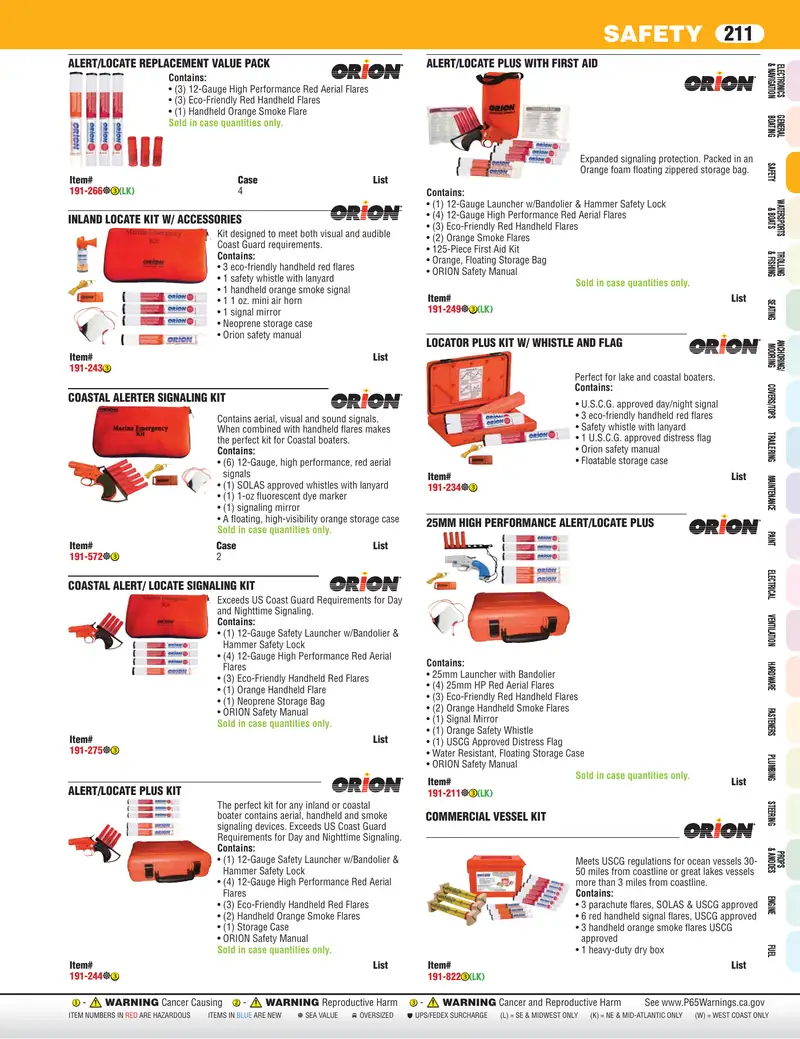 SAFETY 211
ALERT/LOCATE REPLACEMENT VALUE PACK
ORION
Contains:
• (3) 12-Gauge High Performance Red Aerial Flares
• (3) Eco-Friendly Red Handheld Flares
• (1) Handheld Orange Smoke Flare
Sold in case quantities only.
Item# Case List
191-266 3 (LK) 4
INLAND LOCATE KIT W/ ACCESSORIES
ORION
Kit designed to meet both visual and audible
Coast Guard requirements.
Contains:
• 3 eco-friendly handheld red flares
• 1 safety whistle with lanyard
• 1 handheld orange smoke signal
• 1 1 oz. mini air horn
• 1 signal mirror
• Neoprene storage case
• Orion safety manual
Marine Emergency
Kit
Item# List
191-243 3
COASTAL ALERTER SIGNALING KIT
ORION
Contains aerial, visual and sound signals.
When combined with handheld flares makes
the perfect kit for Coastal boaters.
Contains:
• (6) 12-Gauge, high performance, red aerial
signals
• (1) SOLAS approved whistles with lanyard
• (1) 1-oz fluorescent dye marker
• (1) signaling mirror
• A floating, high-visibility orange storage case
Sold in case quantities only.
Marine Emergency
Kit
Item# Case List
191-572 3 2
COASTAL ALERT/ LOCATE SIGNALING KIT
ORION
Exceeds US Coast Guard Requirements for Day
and Nighttime Signaling.
Contains:
• (1) 12-Gauge Safety Launcher w/Bandolier &
Hammer Safety Lock
• (4) 12-Gauge High Performance Red Aerial
Flares
• (3) Eco-Friendly Handheld Red Flares
• (1) Orange Handheld Flare
• (1) Neoprene Storage Bag
• ORION Safety Manual
Sold in case quantities only.
Marine Emergency
Kit
Item# List
191-275 3
ALERT/LOCATE PLUS KIT
ORION
The perfect kit for any inland or coastal
boater contains aerial, handheld and smoke
signaling devices. Exceeds US Coast Guard
Requirements for Day and Nighttime Signaling.
Contains:
• (1) 12-Gauge Safety Launcher w/Bandolier &
Hammer Safety Lock
• (4) 12-Gauge High Performance Red Aerial
Flares
• (3) Eco-Friendly Handheld Red Flares
• (2) Handheld Orange Smoke Flares
• (1) Storage Case
• ORION Safety Manual
Sold in case quantities only.
Item# List
191-244 3
ALERT/LOCATE PLUS WITH FIRST AID
ORION
ORION
Expanded signaling protection. Packed in an
Orange foam floating zippered storage bag.
Contains:
• (1) 12-Gauge Launcher w/Bandolier & Hammer Safety Lock
• (4) 12-Gauge High Performance Red Aerial Flares
• (3) Eco-Friendly Red Handheld Flares
• (2) Orange Smoke Flares
• 125-Piece First Aid Kit
• Orange, Floating Storage Bag
• ORION Safety Manual
Sold in case quantities only.
Item# List
191-249 3 (LK)
LOCATOR PLUS KIT W/ WHISTLE AND FLAG
ORION
Perfect for lake and coastal boaters.
Contains:
• U.S.C.G. approved day/night signal
• 3 eco-friendly handheld red flares
• Safety whistle with lanyard
• 1 U.S.C.G. approved distress flag
• Orion safety manual
• Floatable storage case
Item# List
191-234 3
25MM HIGH PERFORMANCE ALERT/LOCATE PLUS
ORION
Contains:
• 25mm Launcher with Bandolier
• (4) 25mm HP Red Aerial Flares
• (3) Eco-Friendly Red Handheld Flares
• (2) Orange Handheld Smoke Flares
• (1) Signal Mirror
• (1) Orange Safety Whistle
• (1) USCG Approved Distress Flag
• Water Resistant, Floating Storage Case
• ORION Safety Manual
Sold in case quantities only.
Item# List
191-211 3 (LK)
COMMERCIAL VESSEL KIT
ORION
Meets USCG regulations for ocean vessels 30-
50 miles from coastline or great lakes vessels
more than 3 miles from coastline.
Contains:
• 3 parachute flares, SOLAS & USCG approved
• 6 red handheld signal flares, USCG approved
• 3 handheld orange smoke flares USCG
approved
• 1 heavy-duty dry box
Item# List
191-822 3 (LK)
ELECTRONICS
& NAVIGATION
GENERAL
BOATING
SAFETY
WATERSPORTS
& BOATS
TROLLING
& FISHING
SEATING
ANCHORING/
MOORING
COVERS/TOPS
TRAILERING
MAINTENANCE
PAINT
ELECTRICAL
VENTILATION
HARDWARE
FASTENERS
PLUMBING
STEERING
PROPS
& ANODES
ENGINE
FUEL
1 - WARNING Cancer Causing 2 - WARNING Reproductive Harm 3 - WARNING Cancer and Reproductive Harm See www.P65Warnings.ca.gov
ITEM NUMBERS IN RED ARE HAZARDOUS ITEMS IN BLUE ARE NEW SEA VALUE OVERSIZED UPS/FEDEX SURCHARGE (L) = SE & MIDWEST ONLY (K) = NE & MID-ATLANTIC ONLY (W) = WEST COAST ONLY